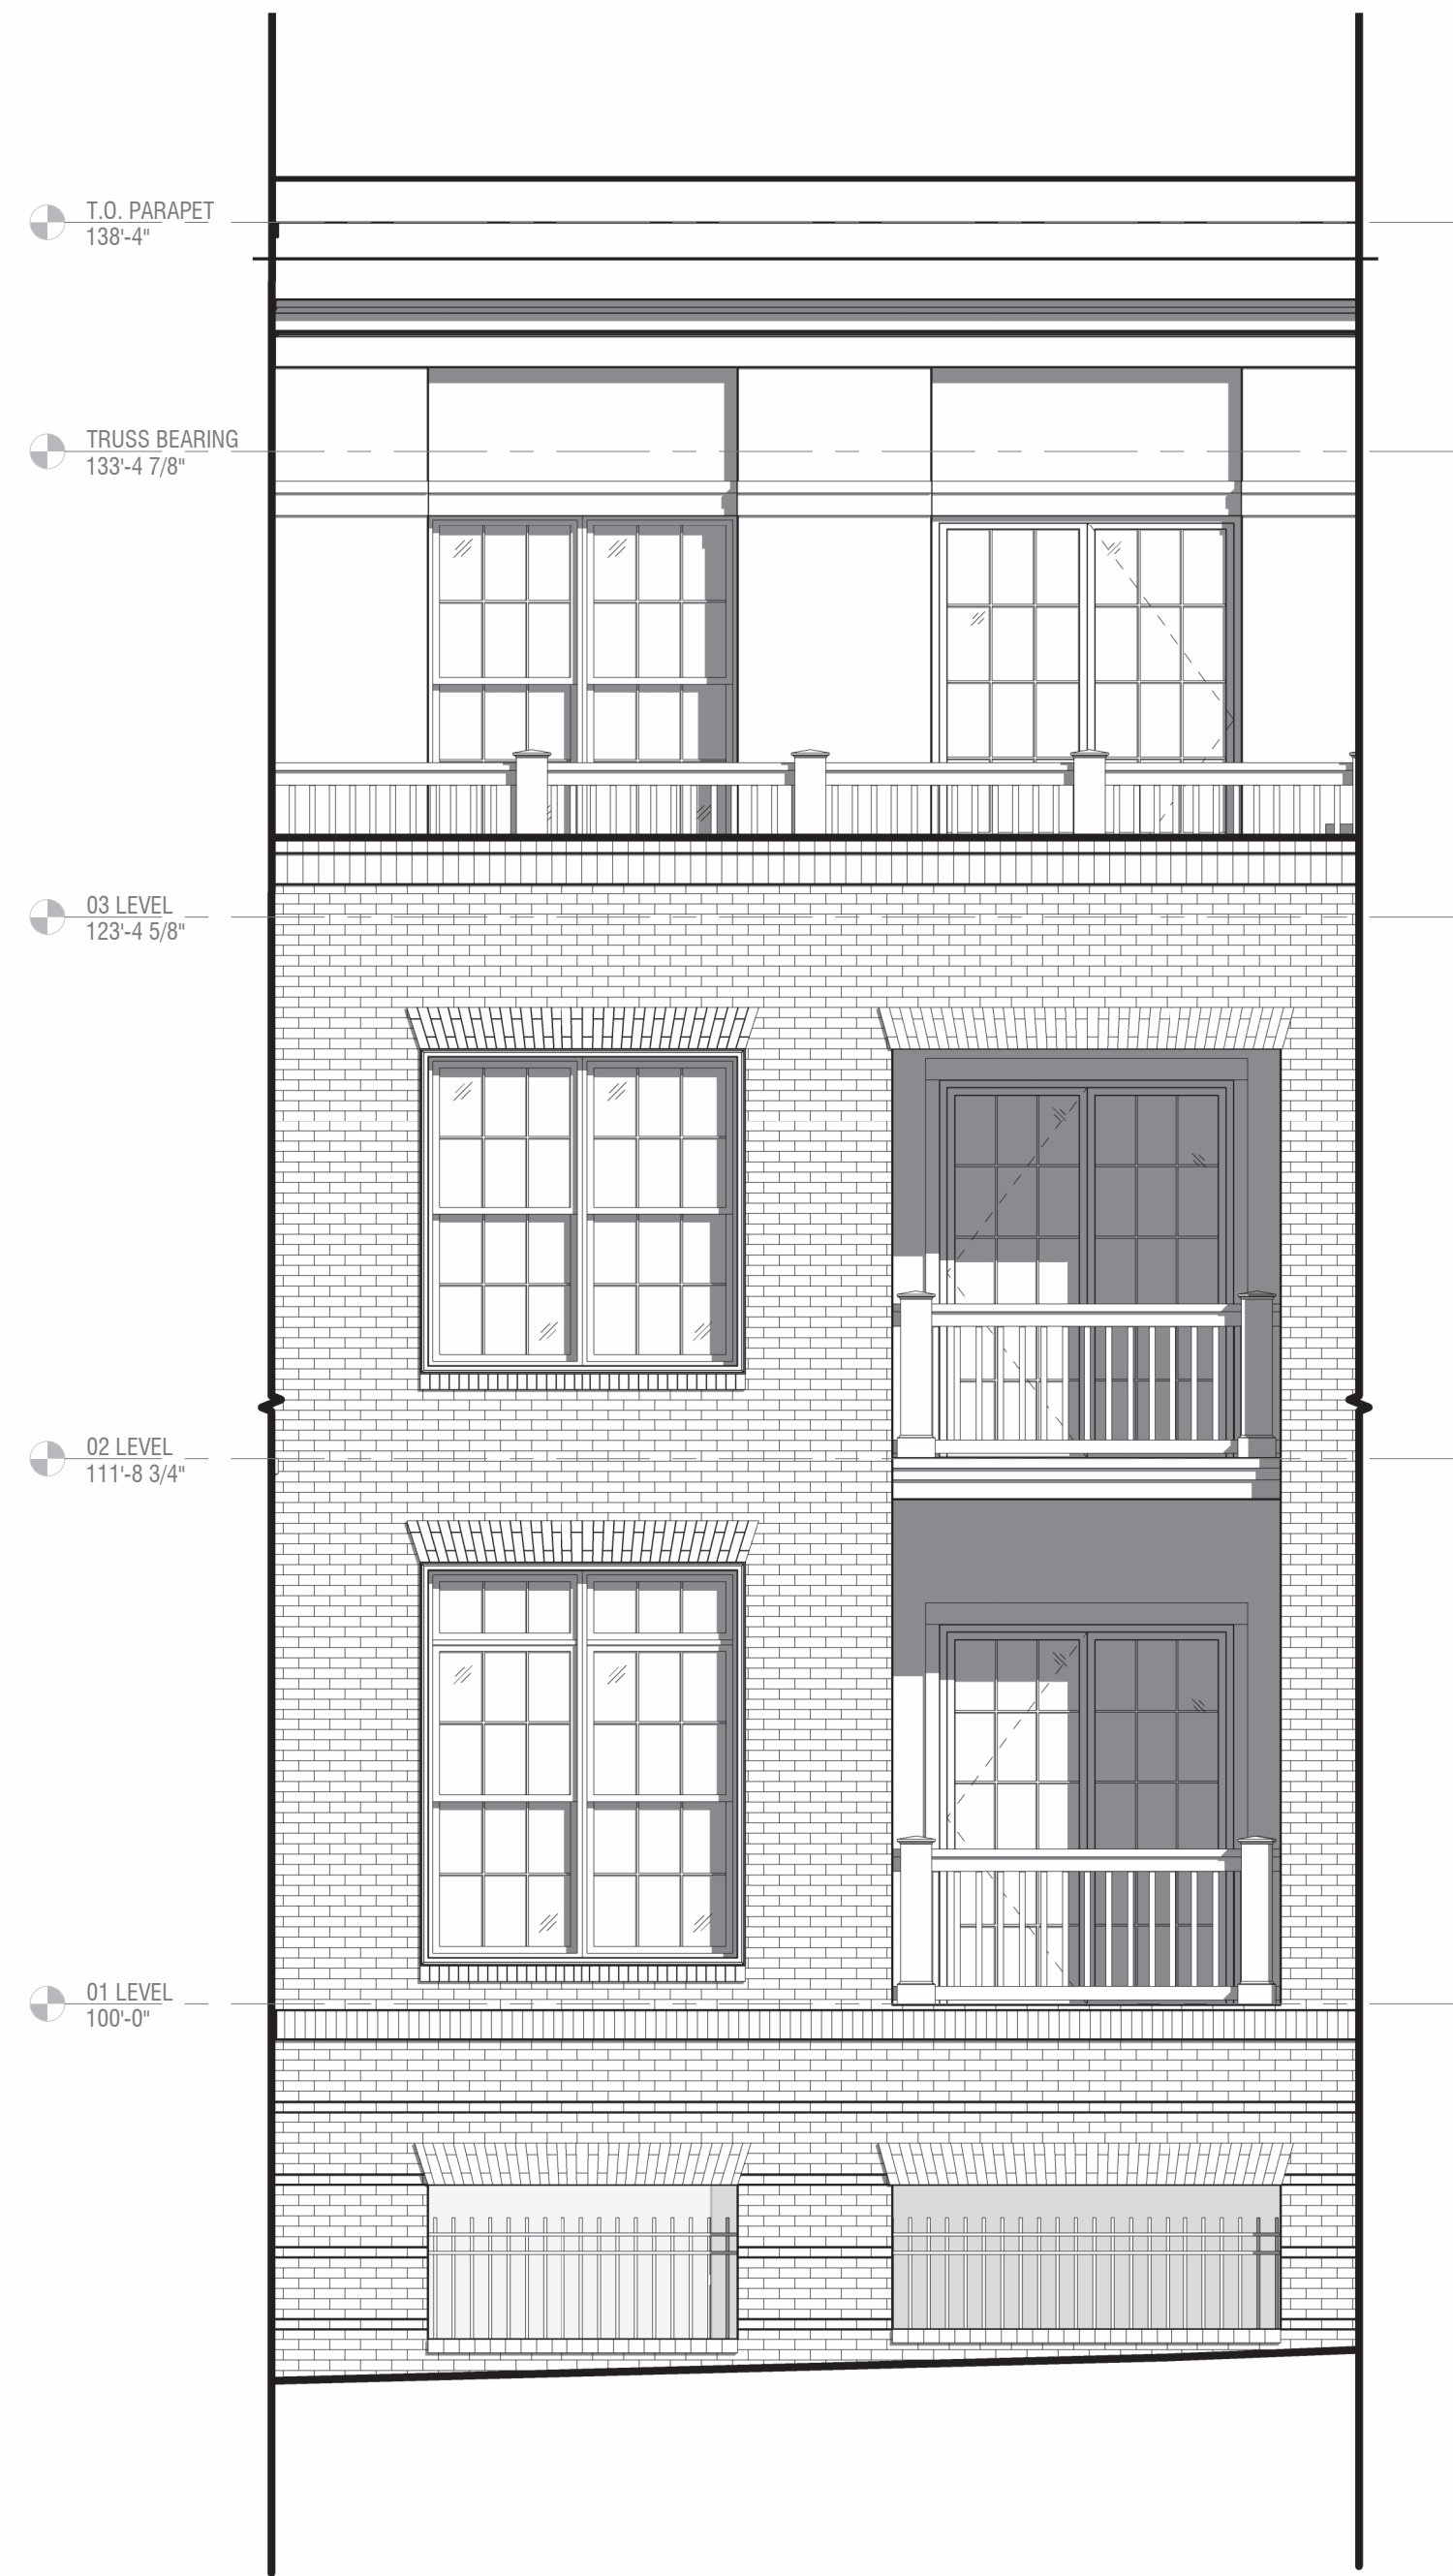 T.O. PARAPET
138'-4"
TRUSS BEARING
133'-4 7/8"
03 LEVEL
123'-4 5/8"
02 LEVEL
111'-8 3/4"
01 LEVEL
100'-0"